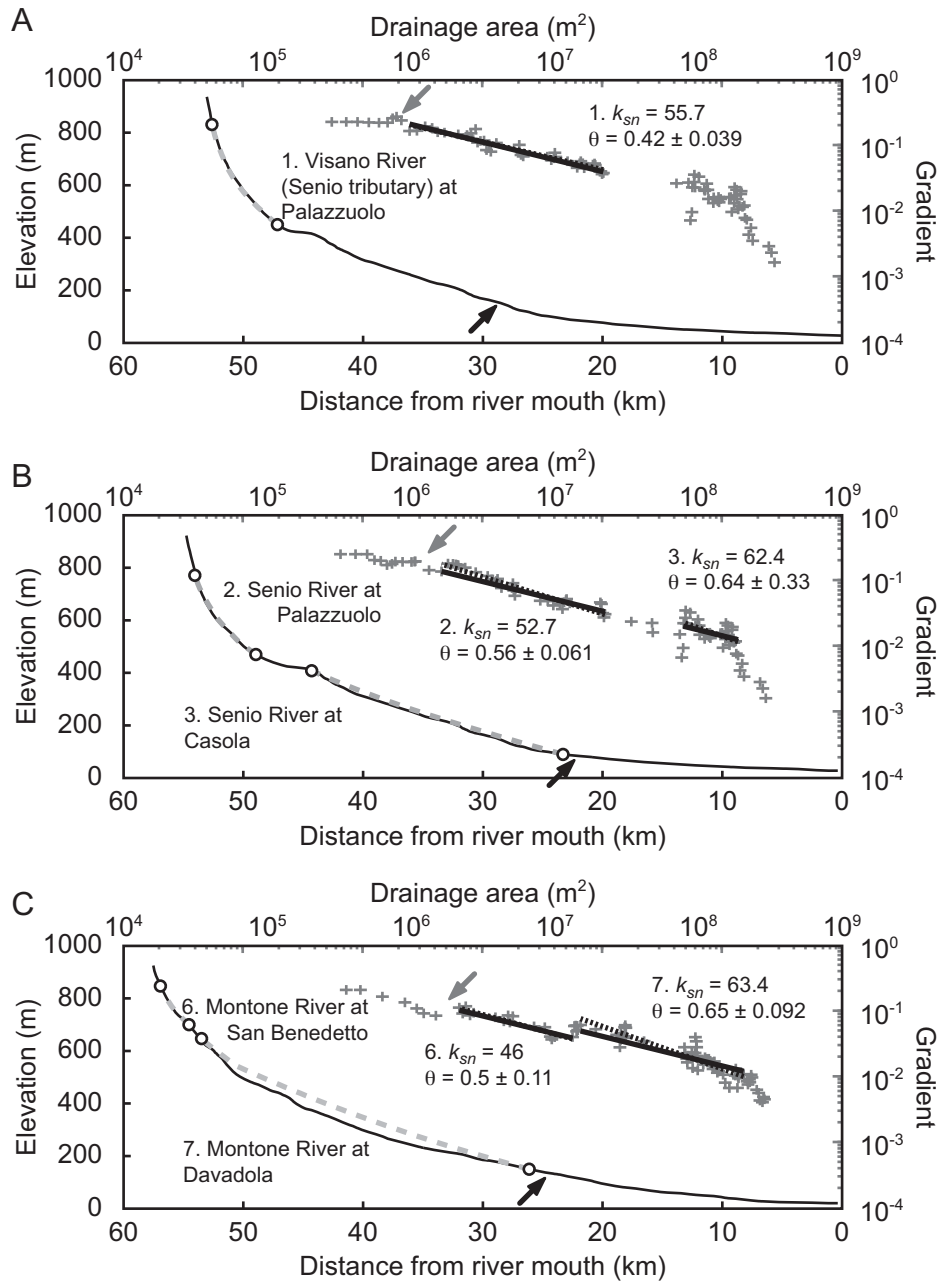 A
Drainage area (m²)
10⁴ 10⁵ 10⁶ 10⁷ 10⁸ 10⁹
1000
800
600
400
200
0
Elevation (m)
10⁰
10⁻¹
10⁻²
10⁻³
10⁻⁴
Gradient
1. kₛₙ = 55.7
θ = 0.42 ± 0.039
1. Visano River
(Senio tributary) at
Palazzuolo
60 50 40 30 20 10 0
Distance from river mouth (km)
B
Drainage area (m²)
10⁴ 10⁵ 10⁶ 10⁷ 10⁸ 10⁹
1000
800
600
400
200
0
Elevation (m)
10⁰
10⁻¹
10⁻²
10⁻³
10⁻⁴
Gradient
3. kₛₙ = 62.4
θ = 0.64 ± 0.33
2. Senio River at
Palazzuolo
2. kₛₙ = 52.7
θ = 0.56 ± 0.061
3. Senio River at
Casola
60 50 40 30 20 10 0
Distance from river mouth (km)
C
Drainage area (m²)
10⁴ 10⁵ 10⁶ 10⁷ 10⁸ 10⁹
1000
800
600
400
200
0
Elevation (m)
10⁰
10⁻¹
10⁻²
10⁻³
10⁻⁴
Gradient
7. kₛₙ = 63.4
θ = 0.65 ± 0.092
6. Montone River at
San Benedetto
6. kₛₙ = 46
θ = 0.5 ± 0.11
7. Montone River at
Davadola
60 50 40 30 20 10 0
Distance from river mouth (km)